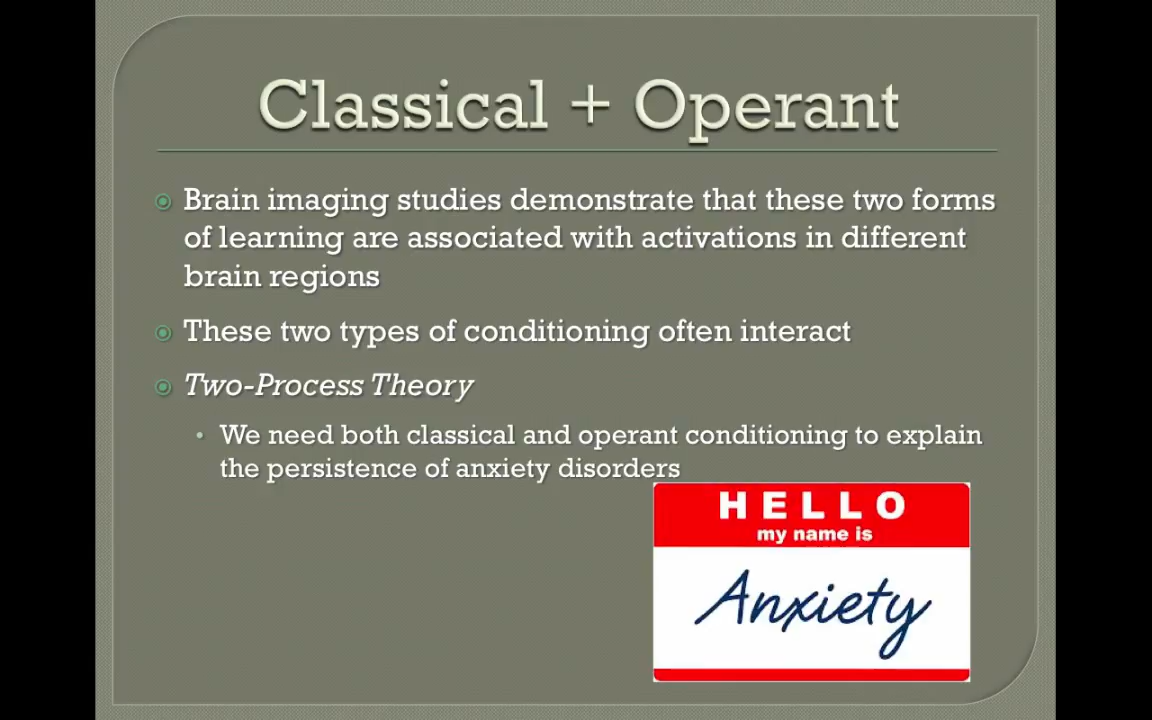 Classical + Operant
Brain imaging studies demonstrate that these two forms
of learning are associated with activations in different
brain regions
These two types of conditioning often interact
Two-Process Theory
We need both classical and operant conditioning to explain
the persistence of anxiety disorders
HELLO
my name is
Anxiety